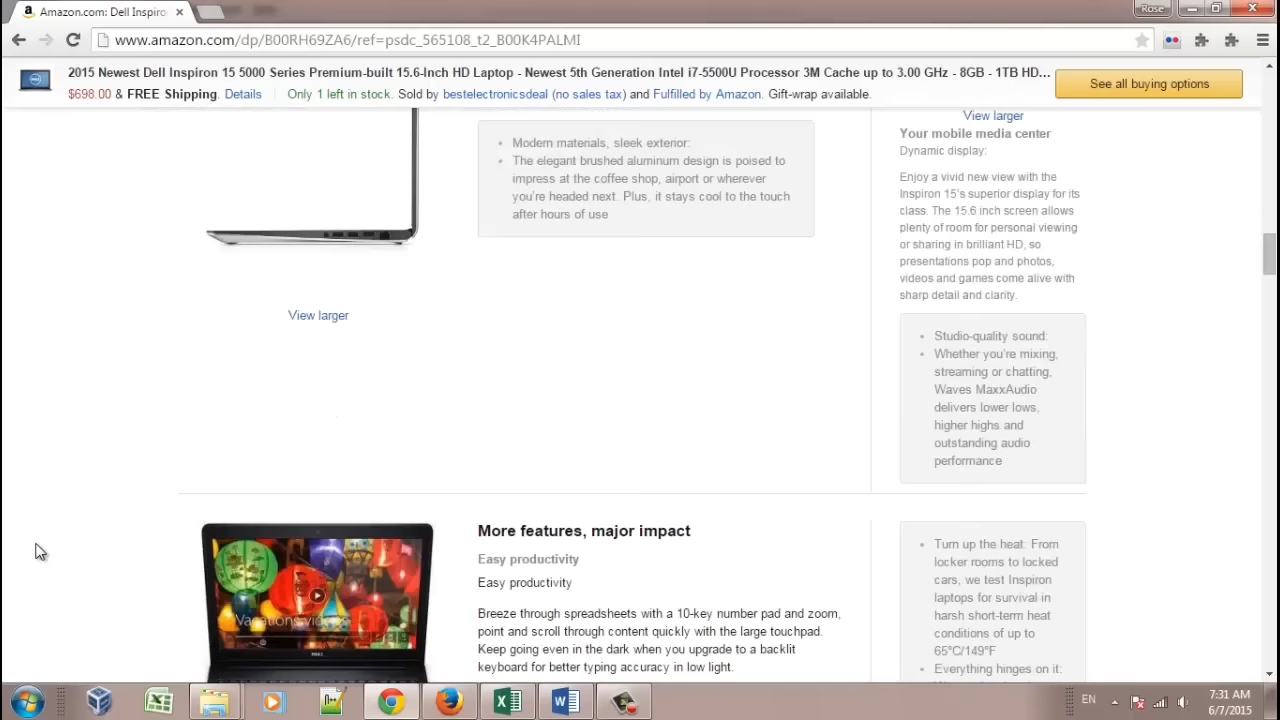 Amazon.com: Dell Inspiro
Rose
www.amazon.com/dp/B00RH69ZA6/ref=psdc_565108_t2_B00K4PALMI
2015 Newest Dell Inspiron 15 5000 Series Premium-built 15.6-Inch HD Laptop - Newest 5th Generation Intel i7-5500U Processor 3M Cache up to 3.00 GHz - 8GB - 1TB HD...
$698.00 & FREE Shipping. Details Only 1 left in stock. Sold by bestelectronicsdeal (no sales tax) and Fulfilled by Amazon. Gift-wrap available.
See all buying options
View larger
• Modern materials, sleek exterior:
• The elegant brushed aluminum design is poised to
impress at the coffee shop, airport or wherever
you're headed next. Plus, it stays cool to the touch
after hours of use
View larger
Your mobile media center
Dynamic display:
Enjoy a vivid new view with the
Inspiron 15's superior display for its
class. The 15.6 inch screen allows
plenty of room for personal viewing
or sharing in brilliant HD, so
presentations pop and photos,
videos and games come alive with
sharp detail and clarity.
• Studio-quality sound:
• Whether you're mixing,
streaming or chatting,
Waves MaxxAudio
delivers lower lows,
higher highs and
outstanding audio
performance
Vacations videos
DELL
More features, major impact
Easy productivity
Easy productivity
Breeze through spreadsheets with a 10-key number pad and zoom,
point and scroll through content quickly with the large touchpad.
Keep going even in the dark when you upgrade to a backlit
keyboard for better typing accuracy in low light.
• Turn up the heat: From
locker rooms to locked
cars, we test Inspiron
laptops for survival in
harsh short-term heat
conditions of up to
65°C/149°F
• Everything hinges on it:
EN
7:31 AM
6/7/2015